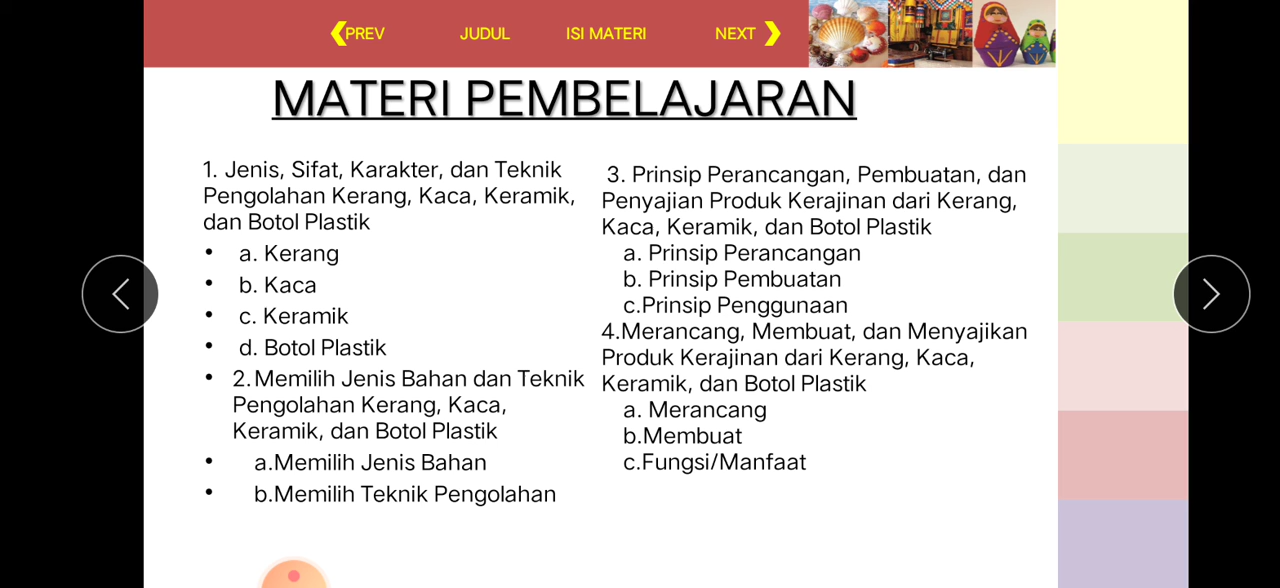 PREV JUDUL ISI MATERI NEXT
MATERI PEMBELAJARAN
1. Jenis, Sifat, Karakter, dan Teknik
Pengolahan Kerang, Kaca, Keramik,
dan Botol Plastik
• a. Kerang
• b. Kaca
• c. Keramik
• d. Botol Plastik
• 2. Memilih Jenis Bahan dan Teknik
Pengolahan Kerang, Kaca,
Keramik, dan Botol Plastik
• a.Memilih Jenis Bahan
• b.Memilih Teknik Pengolahan
3. Prinsip Perancangan, Pembuatan, dan
Penyajian Produk Kerajinan dari Kerang,
Kaca, Keramik, dan Botol Plastik
a. Prinsip Perancangan
b. Prinsip Pembuatan
c.Prinsip Penggunaan
4.Merancang, Membuat, dan Menyajikan
Produk Kerajinan dari Kerang, Kaca,
Keramik, dan Botol Plastik
a. Merancang
b.Membuat
c.Fungsi/Manfaat